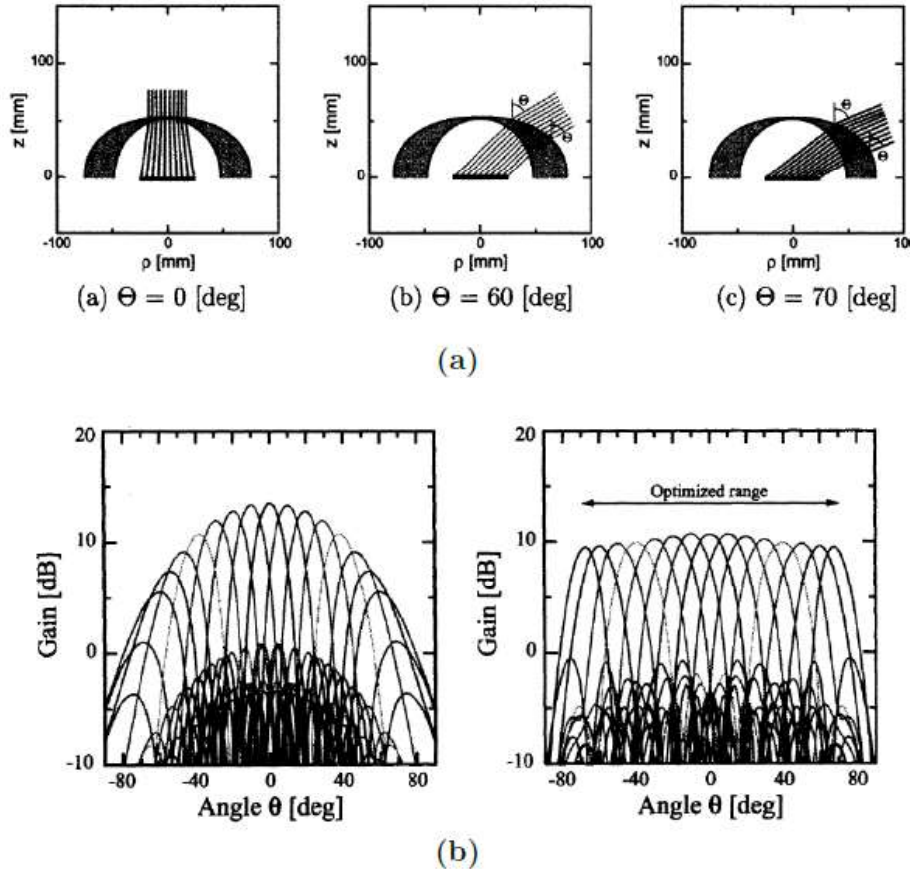 100
0
z [mm]
-100
0
100
ρ [mm]
(a) Θ = 0 [deg]
100
0
z [mm]
Θ
Θ
-100
0
100
ρ [mm]
(b) Θ = 60 [deg]
100
0
z [mm]
Θ
Θ
-100
0
100
ρ [mm]
(c) Θ = 70 [deg]
(a)
20
10
0
-10
Gain [dB]
-80
-40
0
40
80
Angle θ [deg]
20
10
0
-10
Gain [dB]
Optimized range
-80
-40
0
40
80
Angle θ [deg]
(b)